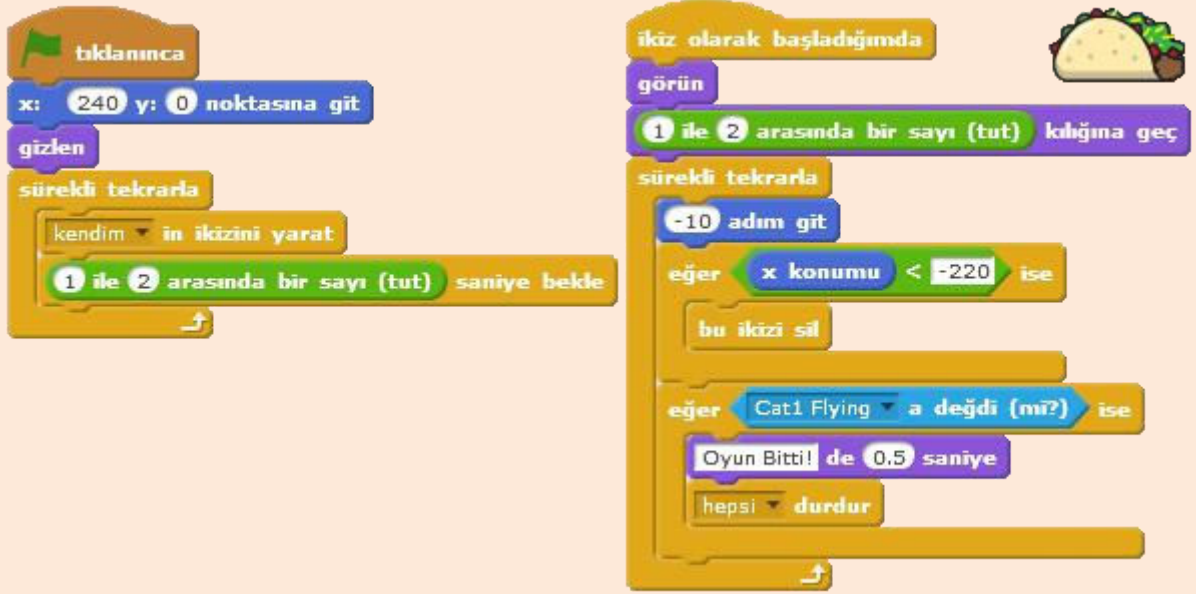 tıklanınca
x: 240 y: 0 noktasına git
gizlen
sürekli tekrarla
kendim in ikizini yarat
1 ile 2 arasında bir sayı (tut) saniye bekle
ikiz olarak başladığımda
görün
1 ile 2 arasında bir sayı (tut) kılığına geç
sürekli tekrarla
-10 adım git
eğer x konumu < -220 ise
bu ikizi sil
eğer Cat1 Flying a değdi (mi?) ise
Oyun Bitti! de 0.5 saniye
hepsi durdur